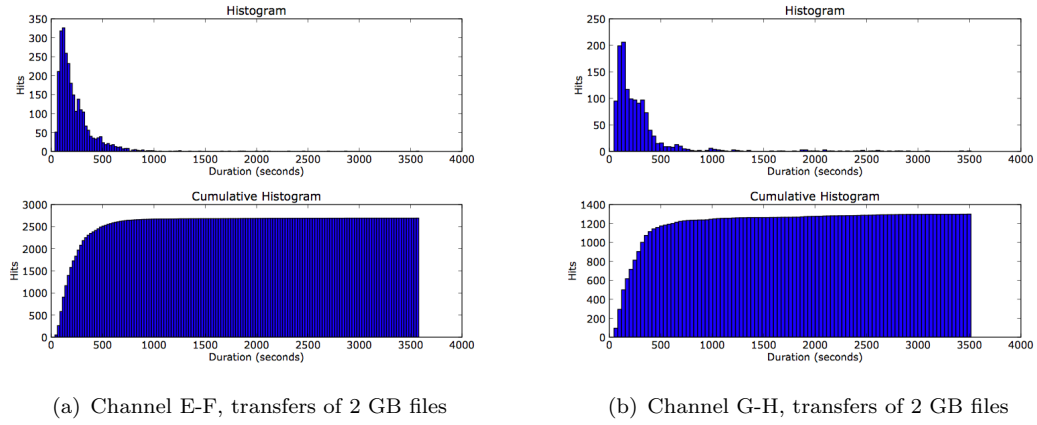 Histogram
350
300
250
200
150
100
50
0
Hits
0 500 1000 1500 2000 2500 3000 3500 4000
Duration (seconds)
Cumulative Histogram
3000
2500
2000
1500
1000
500
0
Hits
0 500 1000 1500 2000 2500 3000 3500 4000
Duration (seconds)
(a) Channel E-F, transfers of 2 GB files
Histogram
250
200
150
100
50
0
Hits
0 500 1000 1500 2000 2500 3000 3500 4000
Duration (seconds)
Cumulative Histogram
1400
1200
1000
800
600
400
200
0
Hits
0 500 1000 1500 2000 2500 3000 3500 4000
Duration (seconds)
(b) Channel G-H, transfers of 2 GB files